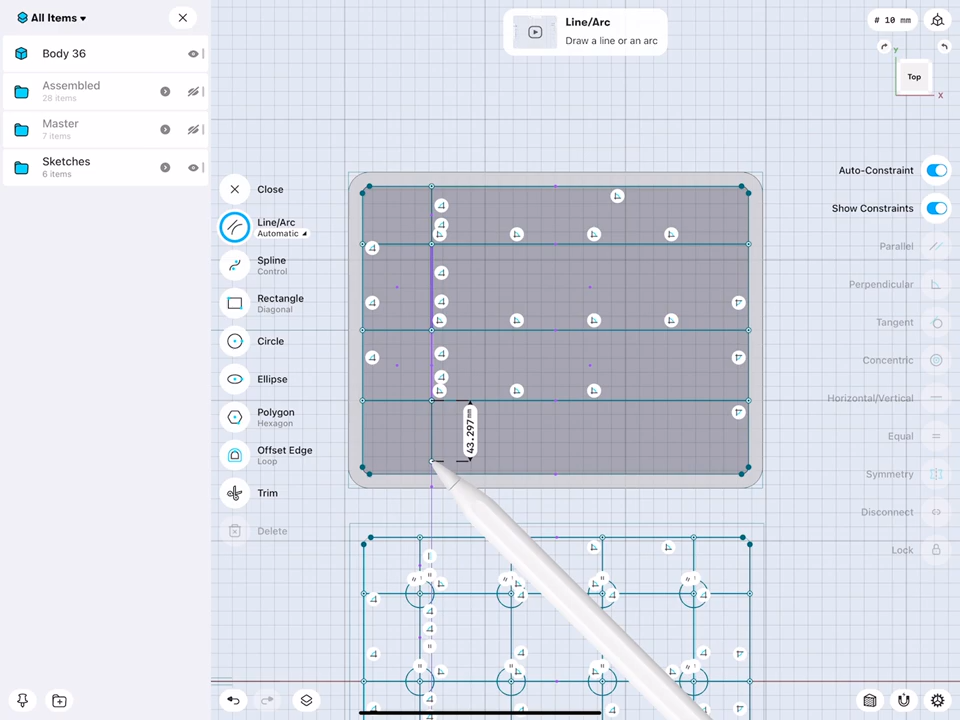 All Items
Body 36
Assembled
28 items
Master
7 items
Sketches
6 items
Line/Arc
Draw a line or an arc
# 10 mm
y
Top
x
Close
Line/Arc
Automatic
Spline
Control
Rectangle
Diagonal
Circle
Ellipse
Polygon
Hexagon
Offset Edge
Loop
Trim
Delete
43.297mm
Auto-Constraint
Show Constraints
Parallel
Perpendicular
Tangent
Concentric
Horizontal/Vertical
Equal
Symmetry
Disconnect
Lock